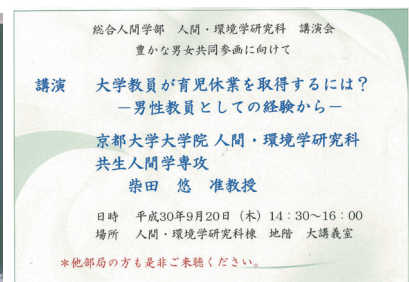 総合人間学部 人間・環境学研究科 講演会
豊かな男女共同参画に向けて
講演 大学教員が育児休業を取得するには？
－男性教員としての経験から－
京都大学大学院 人間・環境学研究科
共生人間学専攻
柴田 悠 准教授
日時 平成30年9月20日（木）14：30～16：00
場所 人間・環境学研究科棟 地階 大講義室
＊他部局の方も是非ご来聴ください。